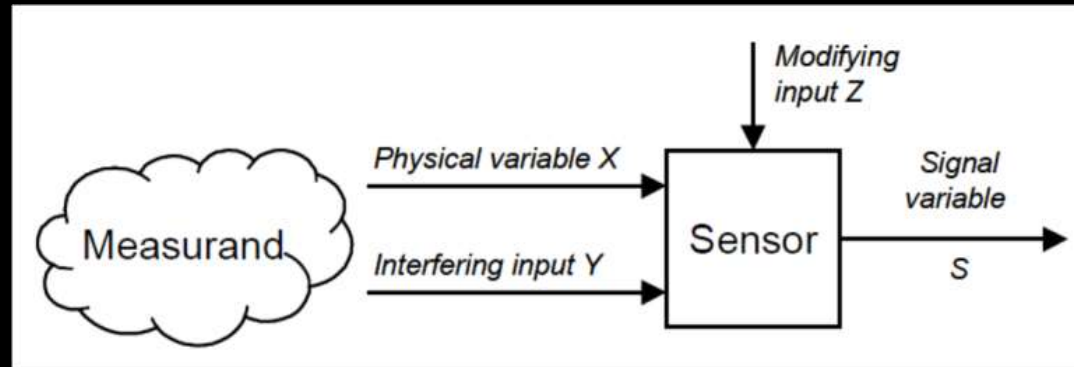 Modifying
input Z
Physical variable X
Signal
variable
Measurand
Sensor
Interfering input Y
S